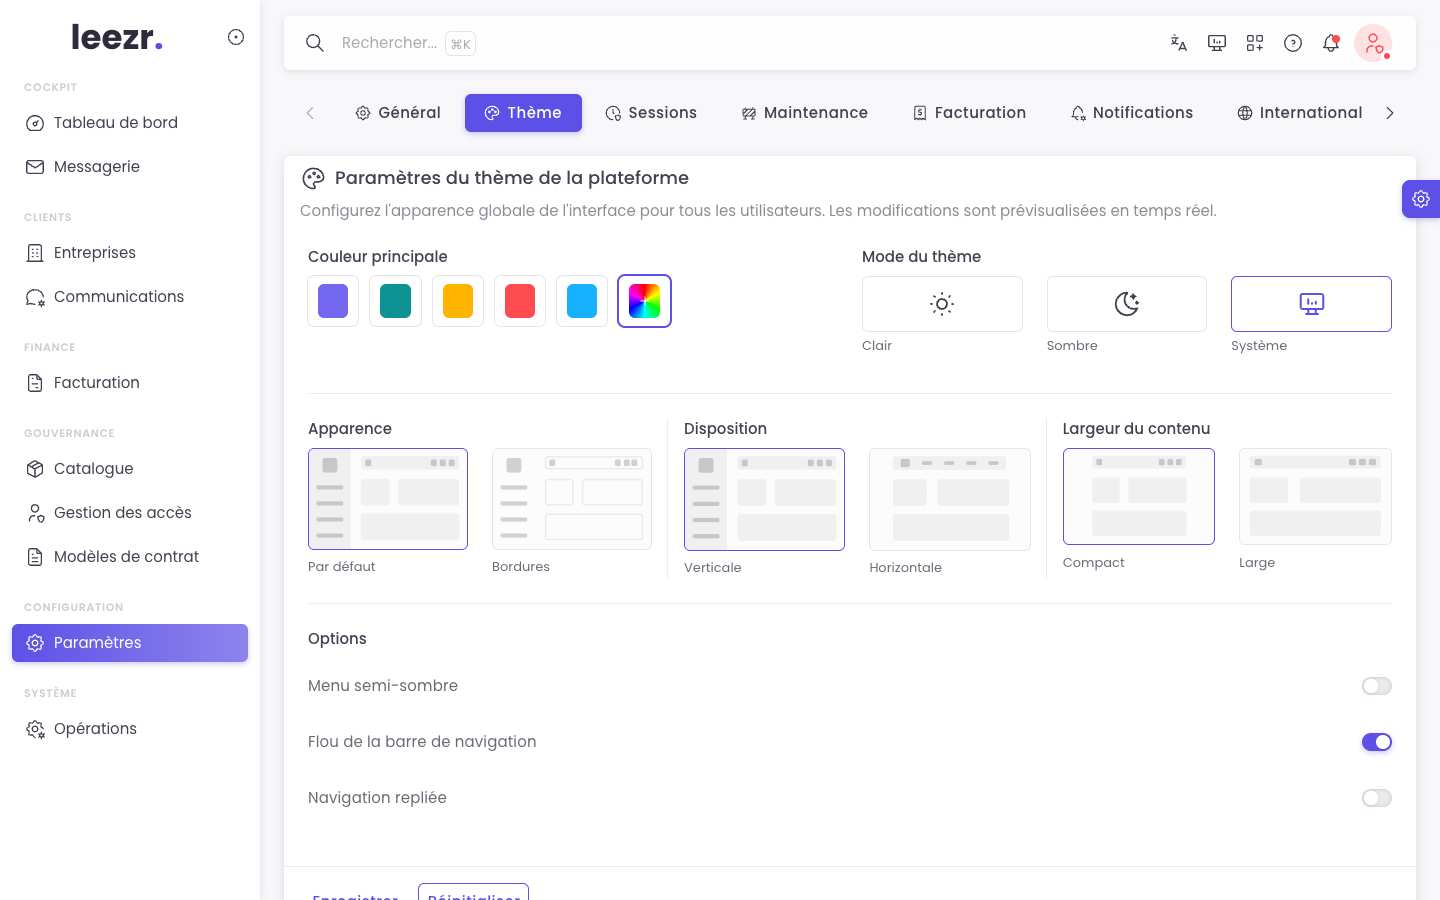 leezr.
COCKPIT
Tableau de bord
Messagerie
CLIENTS
Entreprises
Communications
FINANCE
Facturation
GOUVERNANCE
Catalogue
Gestion des accès
Modèles de contrat
CONFIGURATION
Paramètres
SYSTÈME
Opérations
Rechercher... ⌘K
Général Thème Sessions Maintenance Facturation Notifications International
Paramètres du thème de la plateforme
Configurez l'apparence globale de l'interface pour tous les utilisateurs. Les modifications sont prévisualisées en temps réel.
Couleur principale
Mode du thème
Clair Sombre Système
Apparence
Par défaut Bordures
Disposition
Verticale Horizontale
Largeur du contenu
Compact Large
Options
Menu semi-sombre
Flou de la barre de navigation
Navigation repliée
Enregistrer Réinitialiser